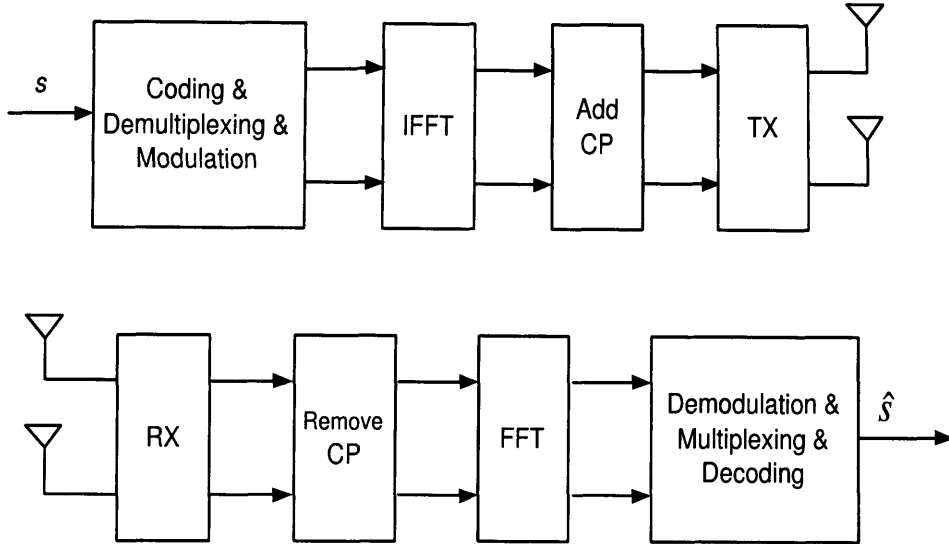 s
Coding &
Demultiplexing &
Modulation
IFFT
Add
CP
TX
RX
Remove
CP
FFT
Demodulation &
Multiplexing &
Decoding
ŝ